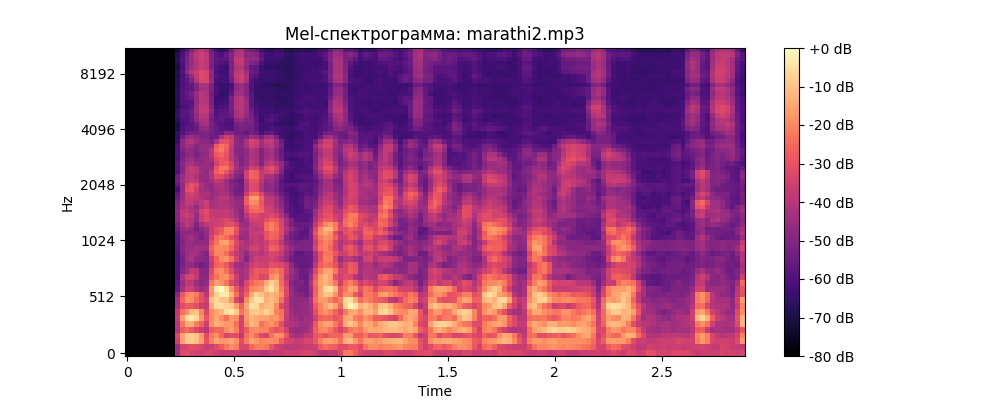 Mel-спектрограмма: marathi2.mp3
8192
4096
2048
1024
512
0
Hz
0
0.5
1
1.5
2
2.5
Time
+0 dB
-10 dB
-20 dB
-30 dB
-40 dB
-50 dB
-60 dB
-70 dB
-80 dB